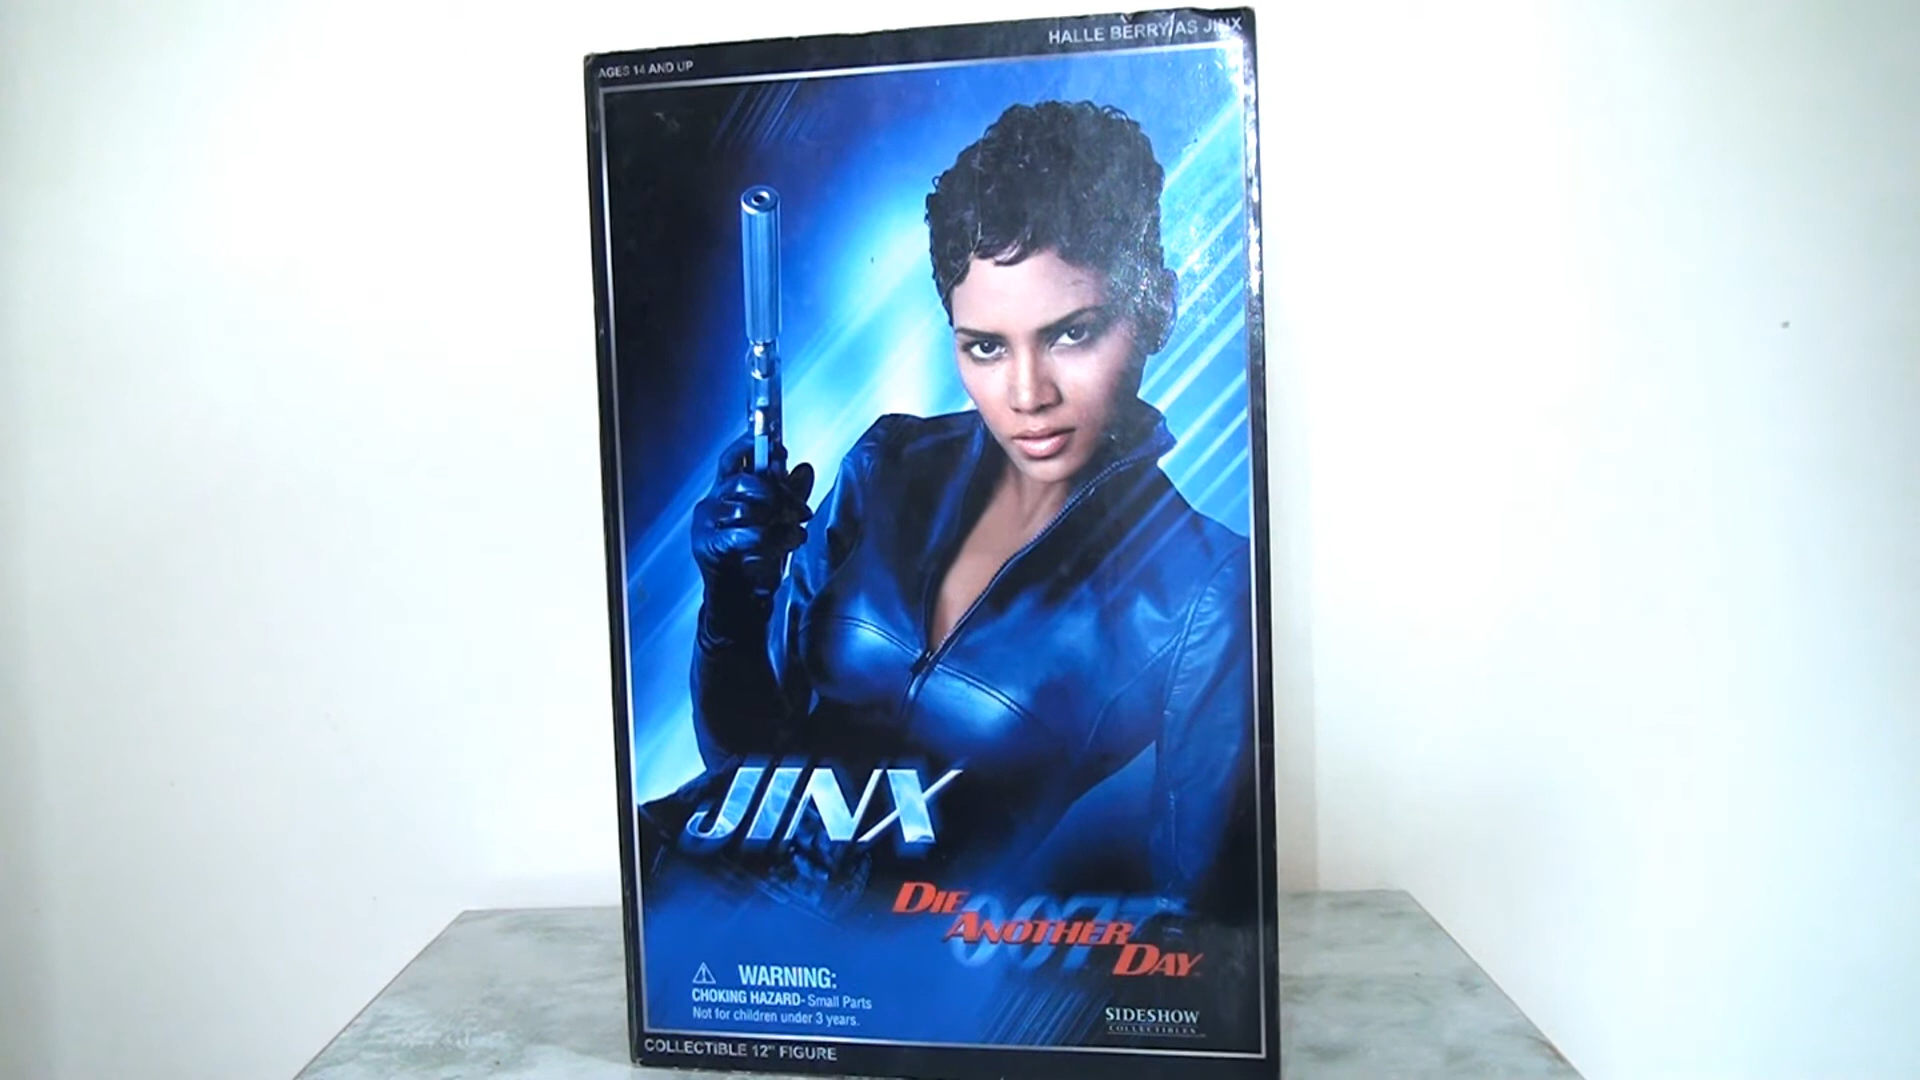 AGES 14 AND UP
HALLE BERRY AS JINX
JINX
DIE
007
ANOTHER
DAY
WARNING:
CHOKING HAZARD- Small Parts
Not for children under 3 years.
SIDESHOW
COLLECTIBLES
COLLECTIBLE 12" FIGURE